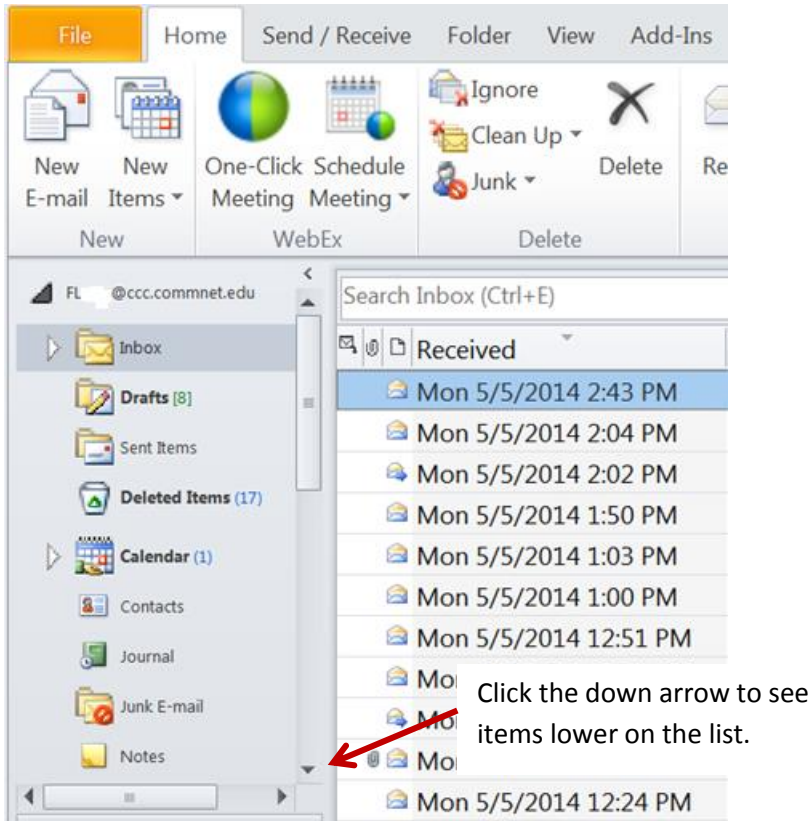 File Home Send / Receive Folder View Add-Ins
Ignore
Clean Up
Junk
New E-mail
New Items
One-Click Meeting
Schedule Meeting
Delete
Re
New WebEx Delete
FL @ccc.commnet.edu
Inbox
Drafts [8]
Sent Items
Deleted Items (17)
Calendar (1)
Contacts
Journal
Junk E-mail
Notes
Search Inbox (Ctrl+E)
Received
Mon 5/5/2014 2:43 PM
Mon 5/5/2014 2:04 PM
Mon 5/5/2014 2:02 PM
Mon 5/5/2014 1:50 PM
Mon 5/5/2014 1:03 PM
Mon 5/5/2014 1:00 PM
Mon 5/5/2014 12:51 PM
Mo
Mo
Mo
Mon 5/5/2014 12:24 PM
Click the down arrow to see
items lower on the list.